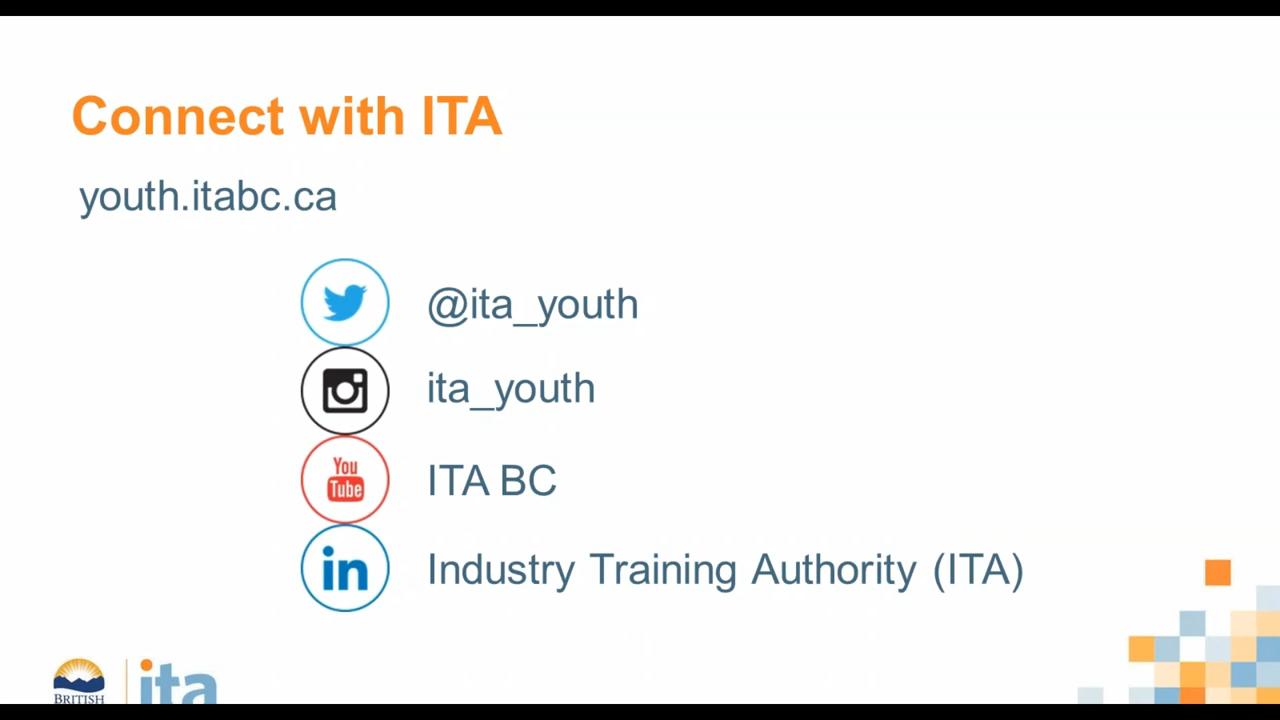 Connect with ITA
youth.itabc.ca
@ita_youth
ita_youth
You
Tube
ITA BC
in
Industry Training Authority (ITA)
BRITISH
ita